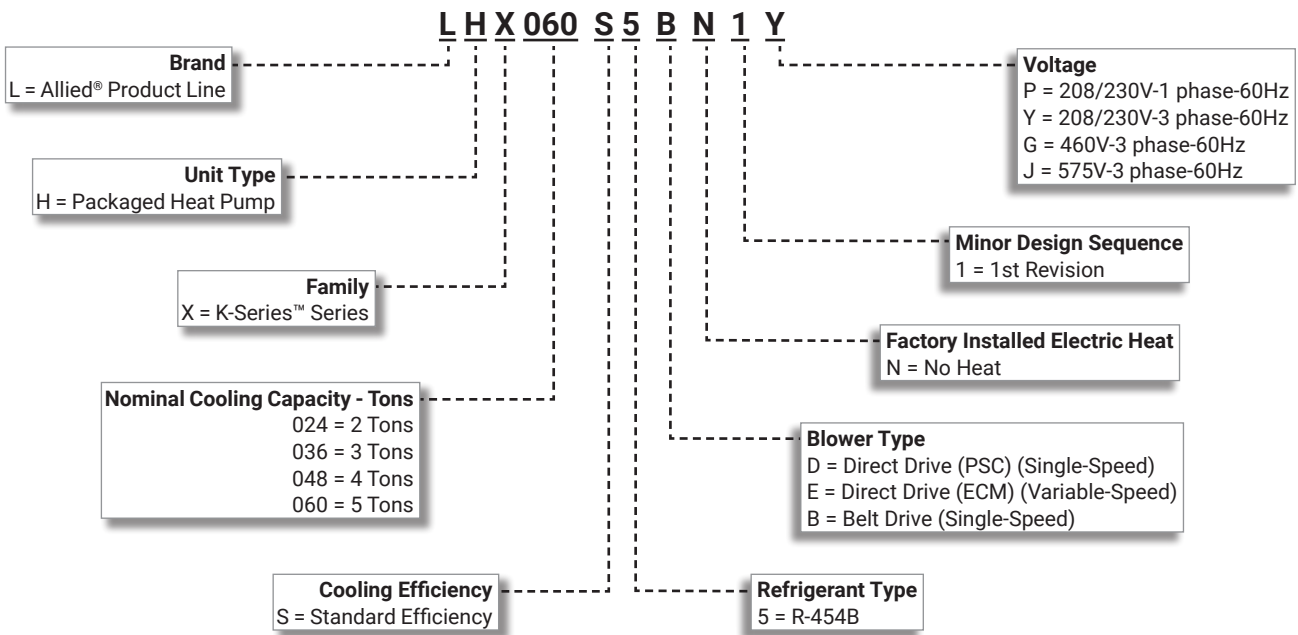 L H X 060 S 5 B N 1 Y
Brand
L = Allied® Product Line
Unit Type
H = Packaged Heat Pump
Family
X = K-Series™ Series
Nominal Cooling Capacity - Tons
024 = 2 Tons
036 = 3 Tons
048 = 4 Tons
060 = 5 Tons
Cooling Efficiency
S = Standard Efficiency
Voltage
P = 208/230V-1 phase-60Hz
Y = 208/230V-3 phase-60Hz
G = 460V-3 phase-60Hz
J = 575V-3 phase-60Hz
Minor Design Sequence
1 = 1st Revision
Factory Installed Electric Heat
N = No Heat
Blower Type
D = Direct Drive (PSC) (Single-Speed)
E = Direct Drive (ECM) (Variable-Speed)
B = Belt Drive (Single-Speed)
Refrigerant Type
5 = R-454B